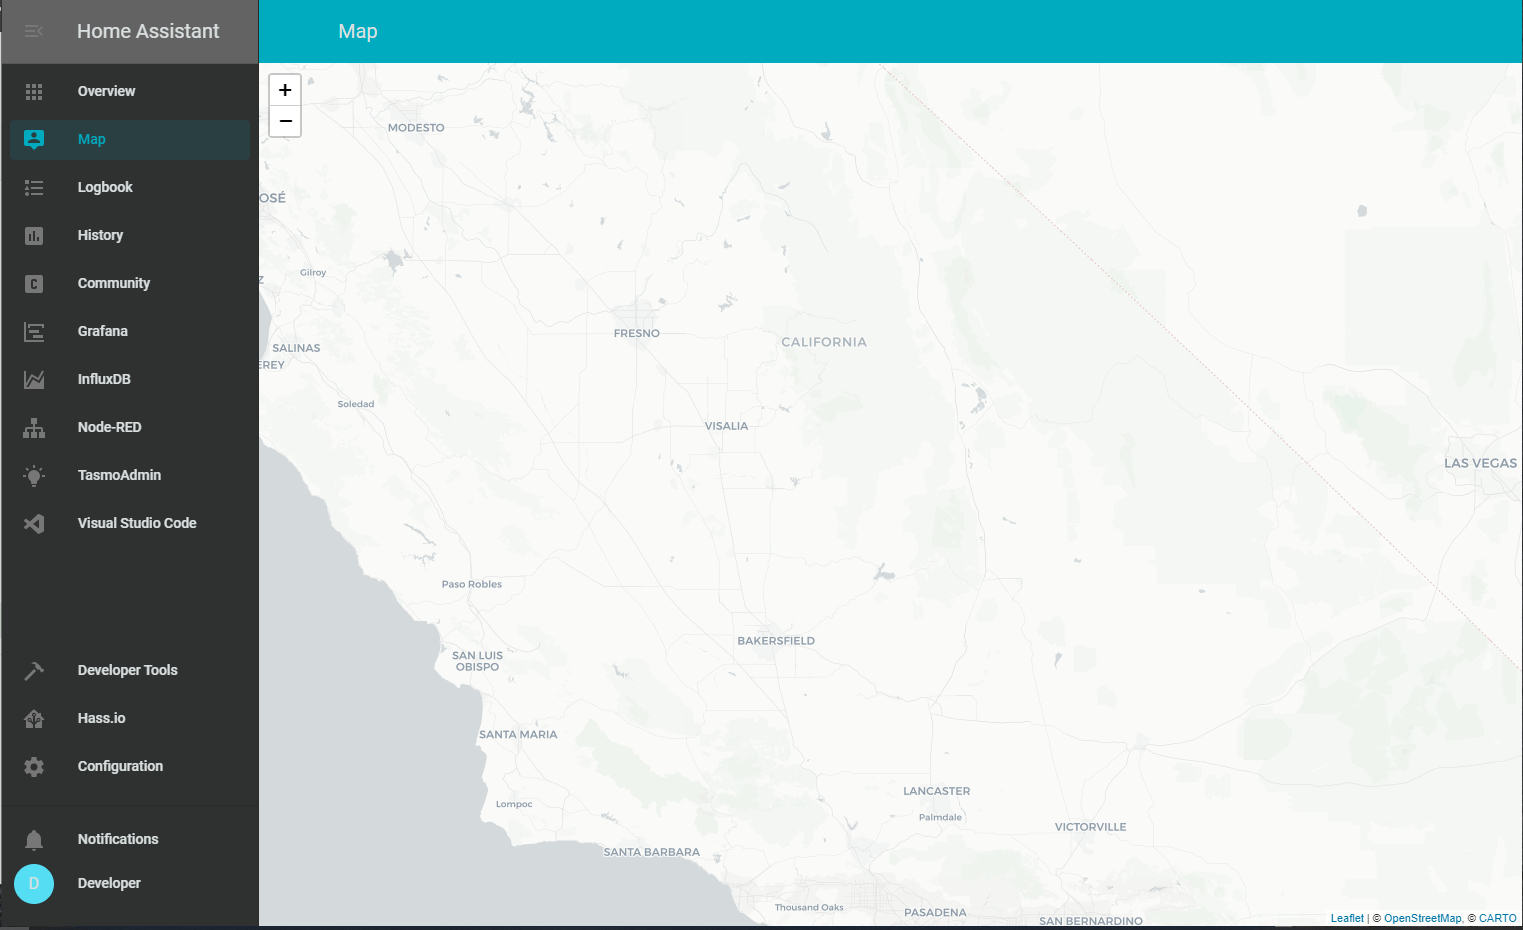 Home Assistant
Map
Overview
Map
Logbook
History
Community
C
Grafana
InfluxDB
Node-RED
TasmoAdmin
Visual Studio Code
Developer Tools
Hass.io
Configuration
Notifications
D
Developer
+
−
MODESTO
OSÉ
Z
Gilroy
FRESNO
CALIFORNIA
SALINAS
EREY
Soledad
VISALIA
LAS VEGAS
Paso Robles
BAKERSFIELD
SAN LUIS
OBISPO
SANTA MARIA
LANCASTER
Lompoc
Palmdale
VICTORVILLE
SANTA BARBARA
Thousand Oaks
PASADENA
SAN BERNARDINO
Leaflet | © OpenStreetMap, © CARTO